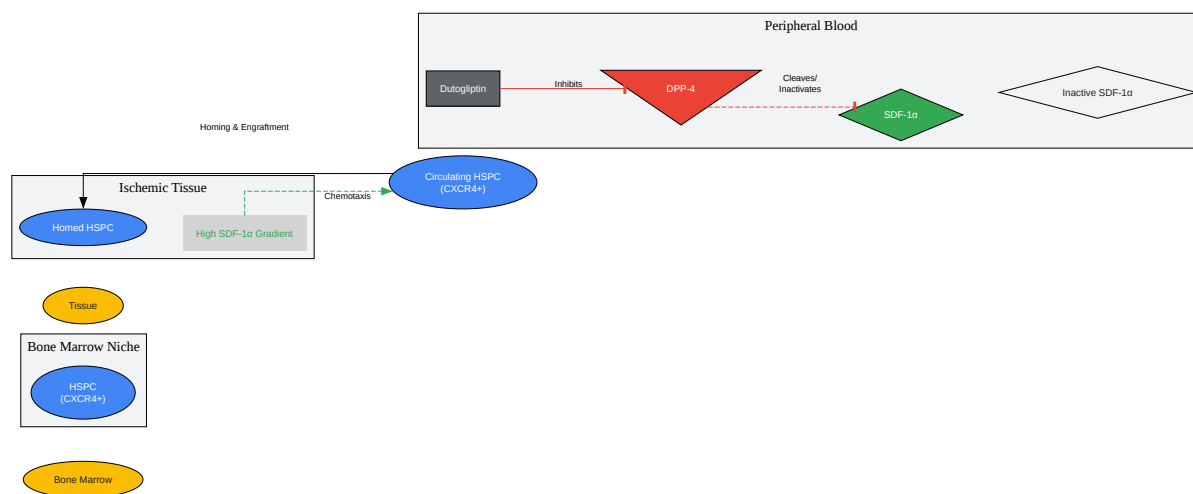 Peripheral Blood
Dutogliptin
Inhibits
DPP-4
Cleaves/
Inactivates
SDF-1α
Inactive SDF-1α
Homing & Engraftment
Circulating HSPC
(CXCR4+)
Chemotaxis
Ischemic Tissue
Homed HSPC
High SDF-1α Gradient
Tissue
Bone Marrow Niche
HSPC
(CXCR4+)
Bone Marrow